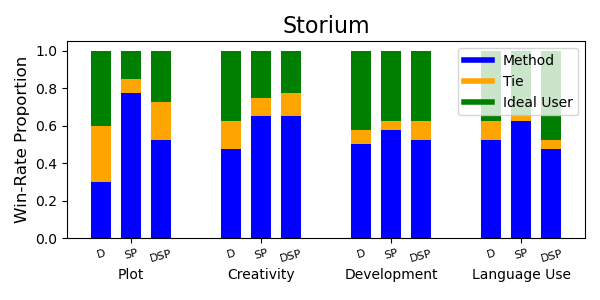 Storium
Win-Rate Proportion
1.0
0.8
0.6
0.4
0.2
0.0
Method
Tie
Ideal User
D SP DSP D SP DSP D SP DSP D SP DSP
Plot Creativity Development Language Use